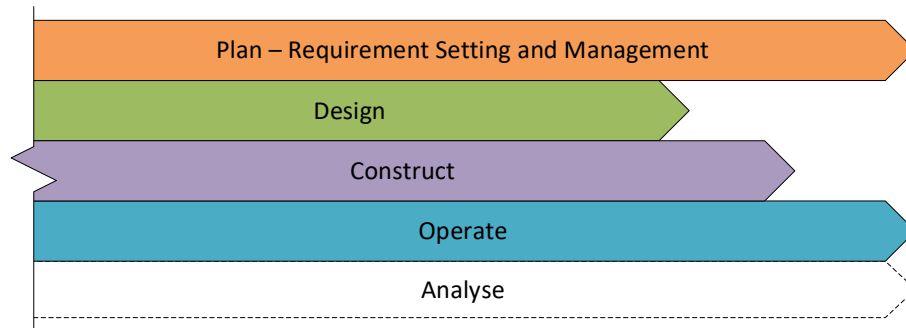 Plan – Requirement Setting and Management
Design
Construct
Operate
Analyse